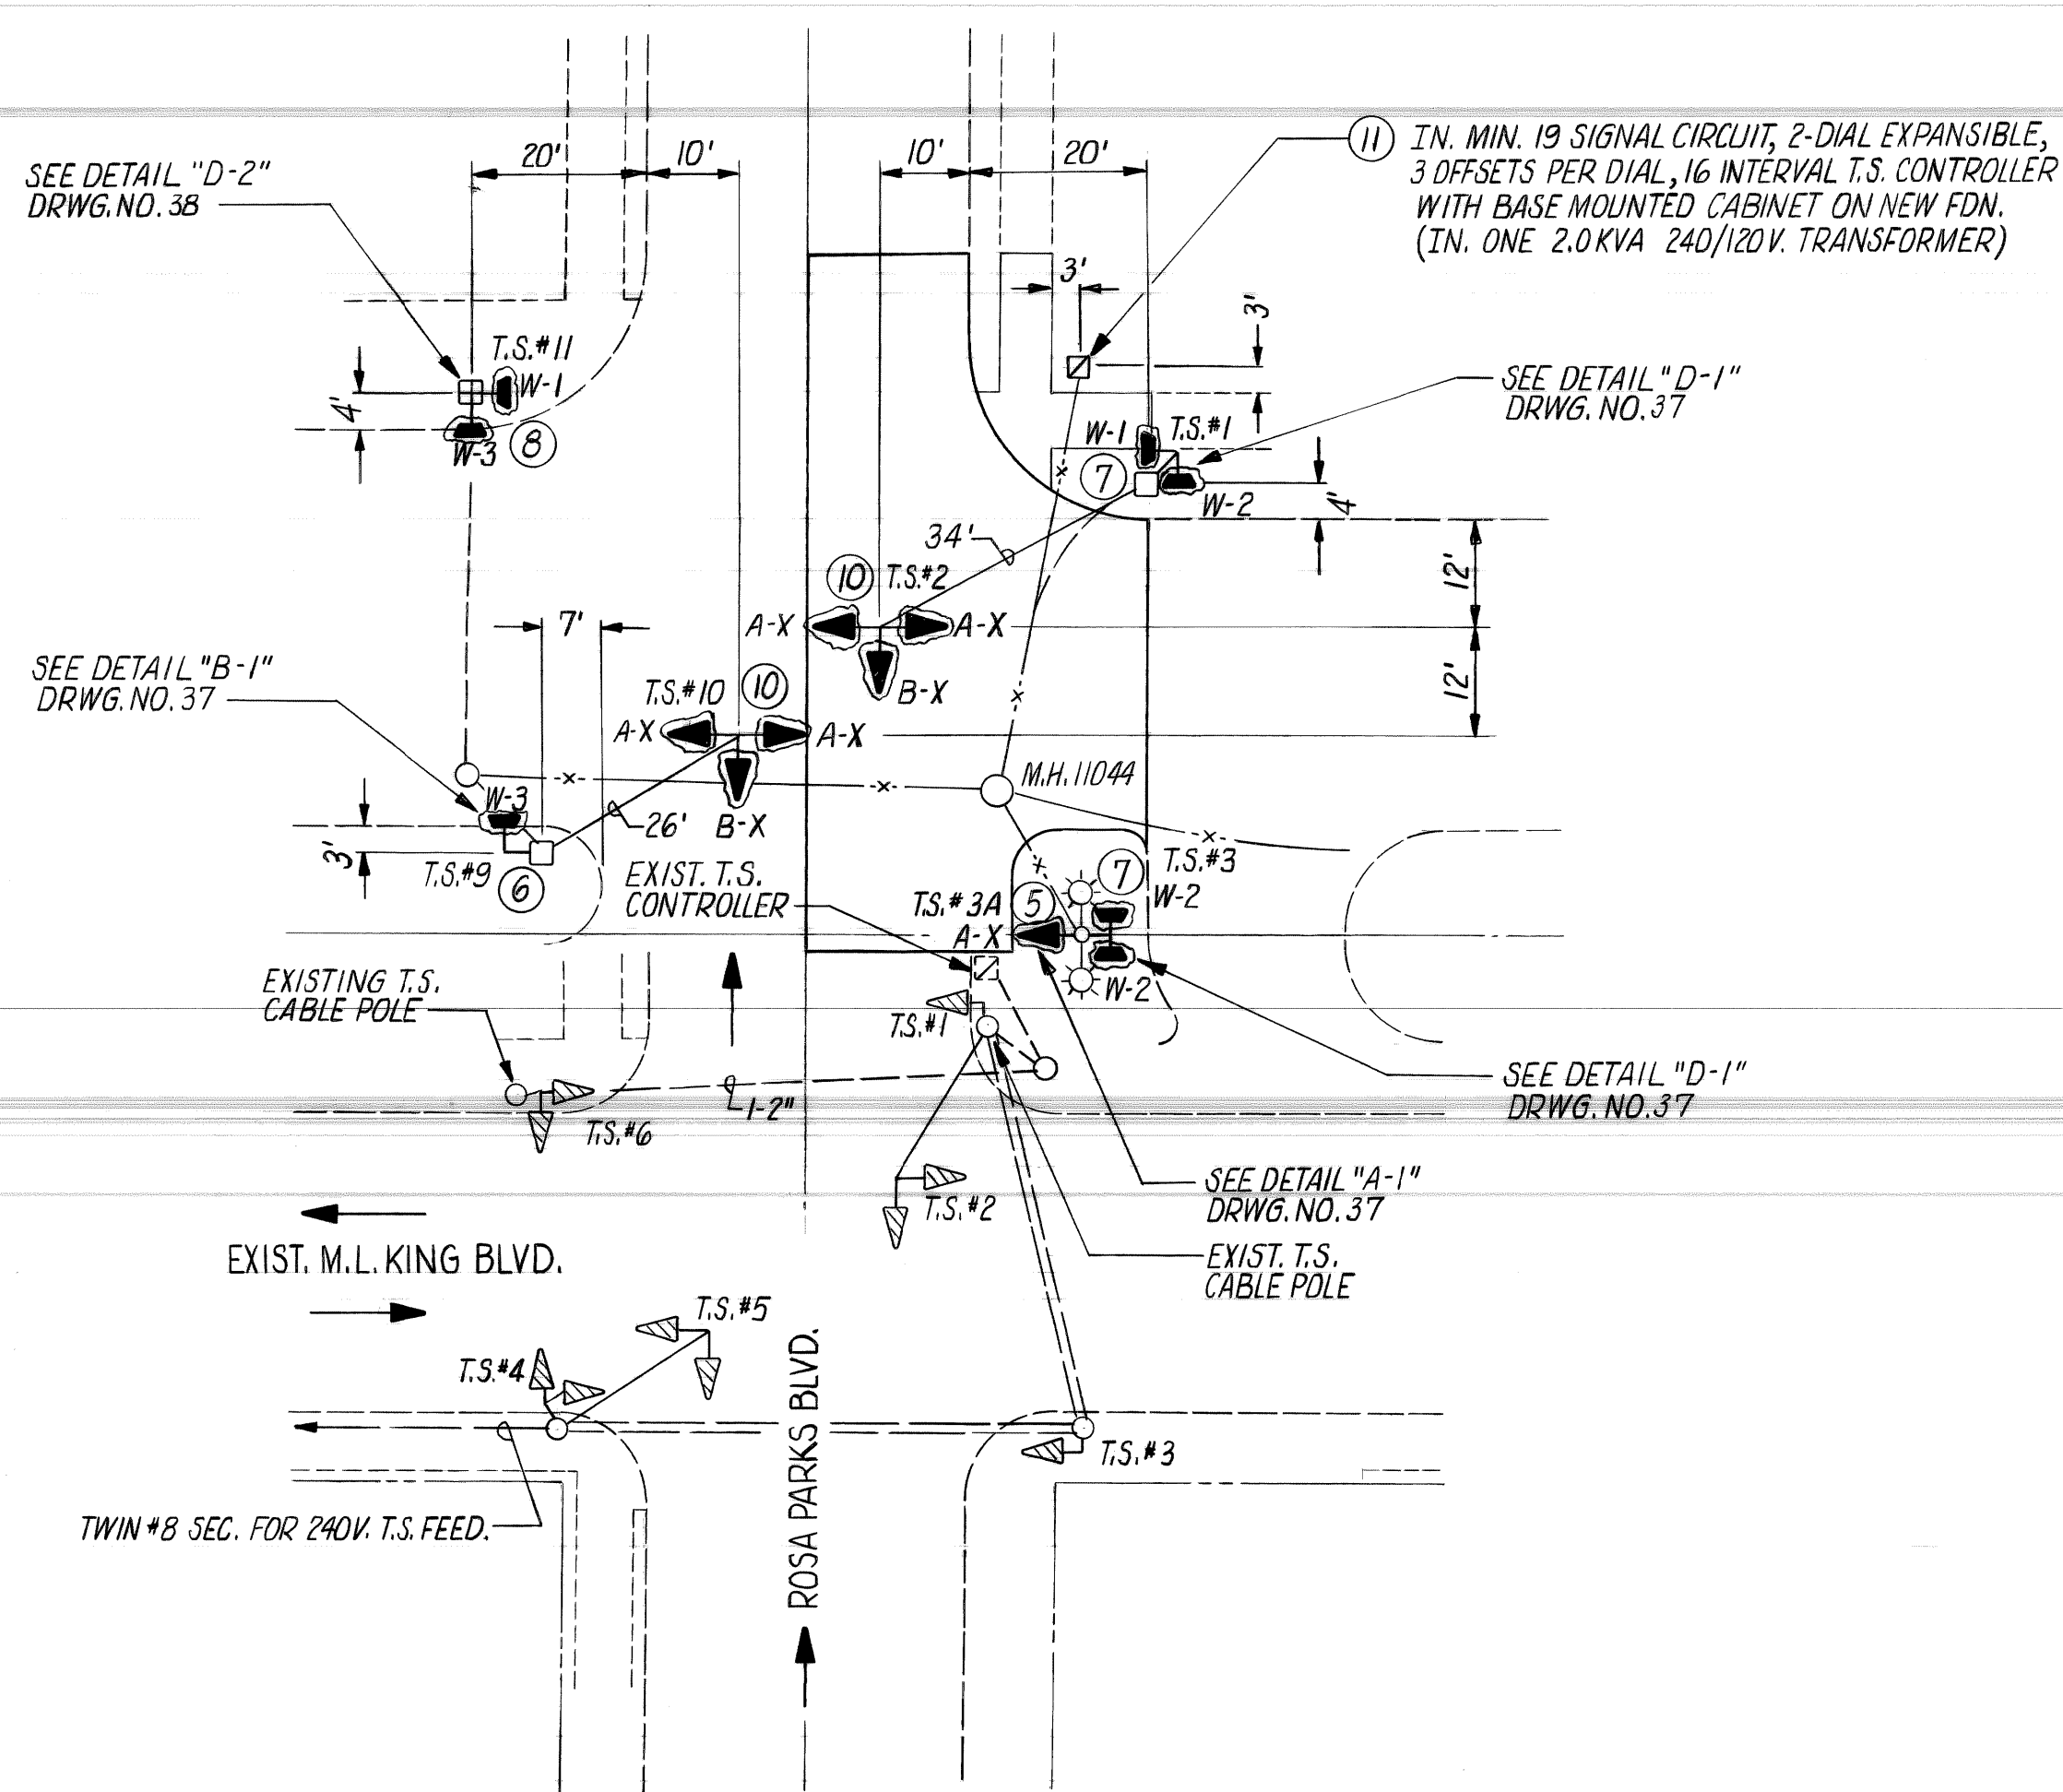 20'
10'
10'
20'
11
IN. MIN. 19 SIGNAL CIRCUIT, 2-DIAL EXPANSIBLE,
3 OFFSETS PER DIAL, 16 INTERVAL T.S. CONTROLLER
WITH BASE MOUNTED CABINET ON NEW FDN.
(IN. ONE 2.0 KVA 240/120 V. TRANSFORMER)
SEE DETAIL "D-2"
DRWG. NO. 38
3'
3'
T.S.#11
W-1
4'
W-3
8
SEE DETAIL "D-1"
DRWG. NO. 37
W-1
T.S.#1
7
W-2
4'
34'
12'
10
T.S.#2
A-X
A-X
B-X
7'
SEE DETAIL "B-1"
DRWG. NO. 37
12'
T.S.#10
10
A-X
A-X
B-X
M.H. 11044
W-3
26'
3'
T.S.#9
6
EXIST. T.S.
CONTROLLER
T.S.#3
7
W-2
T.S.#3A
5
A-X
W-2
EXISTING T.S.
CABLE POLE
T.S.#1
1-2"
T.S.#6
SEE DETAIL "D-1"
DRWG. NO. 37
T.S.#2
SEE DETAIL "A-1"
DRWG. NO. 37
EXIST. M.L. KING BLVD.
EXIST. T.S.
CABLE POLE
T.S.#5
T.S.#4
ROSA PARKS BLVD.
T.S.#3
TWIN #8 SEC. FOR 240V. T.S. FEED.